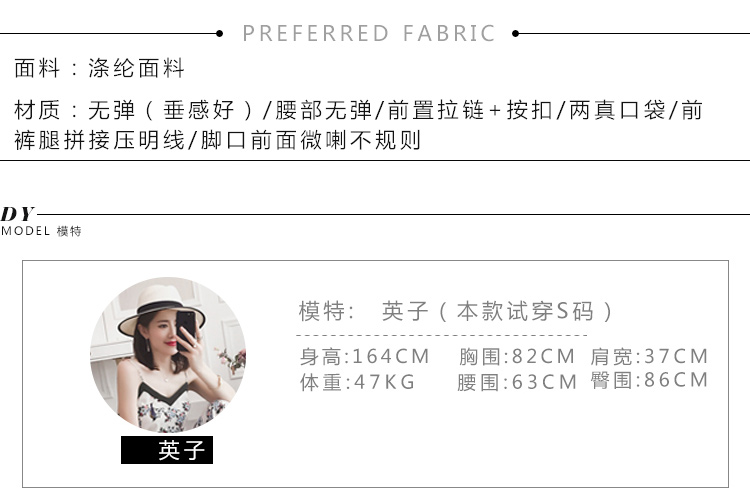 PREFERRED FABRIC
面料：涤纶面料
材质：无弹（垂感好）/腰部无弹/前置拉链+按扣/两真口袋/前
裤腿拼接压明线/脚口前面微喇不规则
DY
MODEL 模特
模特: 英子（本款试穿S码）
身高:164CM 胸围:82CM 肩宽:37CM
体重:47KG 腰围:63CM 臀围:86CM
英子